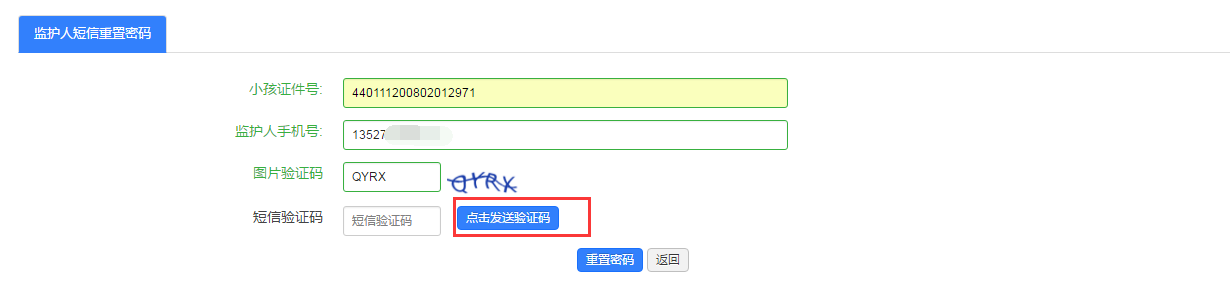 监护人短信重置密码
小孩证件号: 440111200802012971
监护人手机号: 13527
图片验证码 QYRX QYRX
短信验证码 短信验证码 点击发送验证码
重置密码 返回